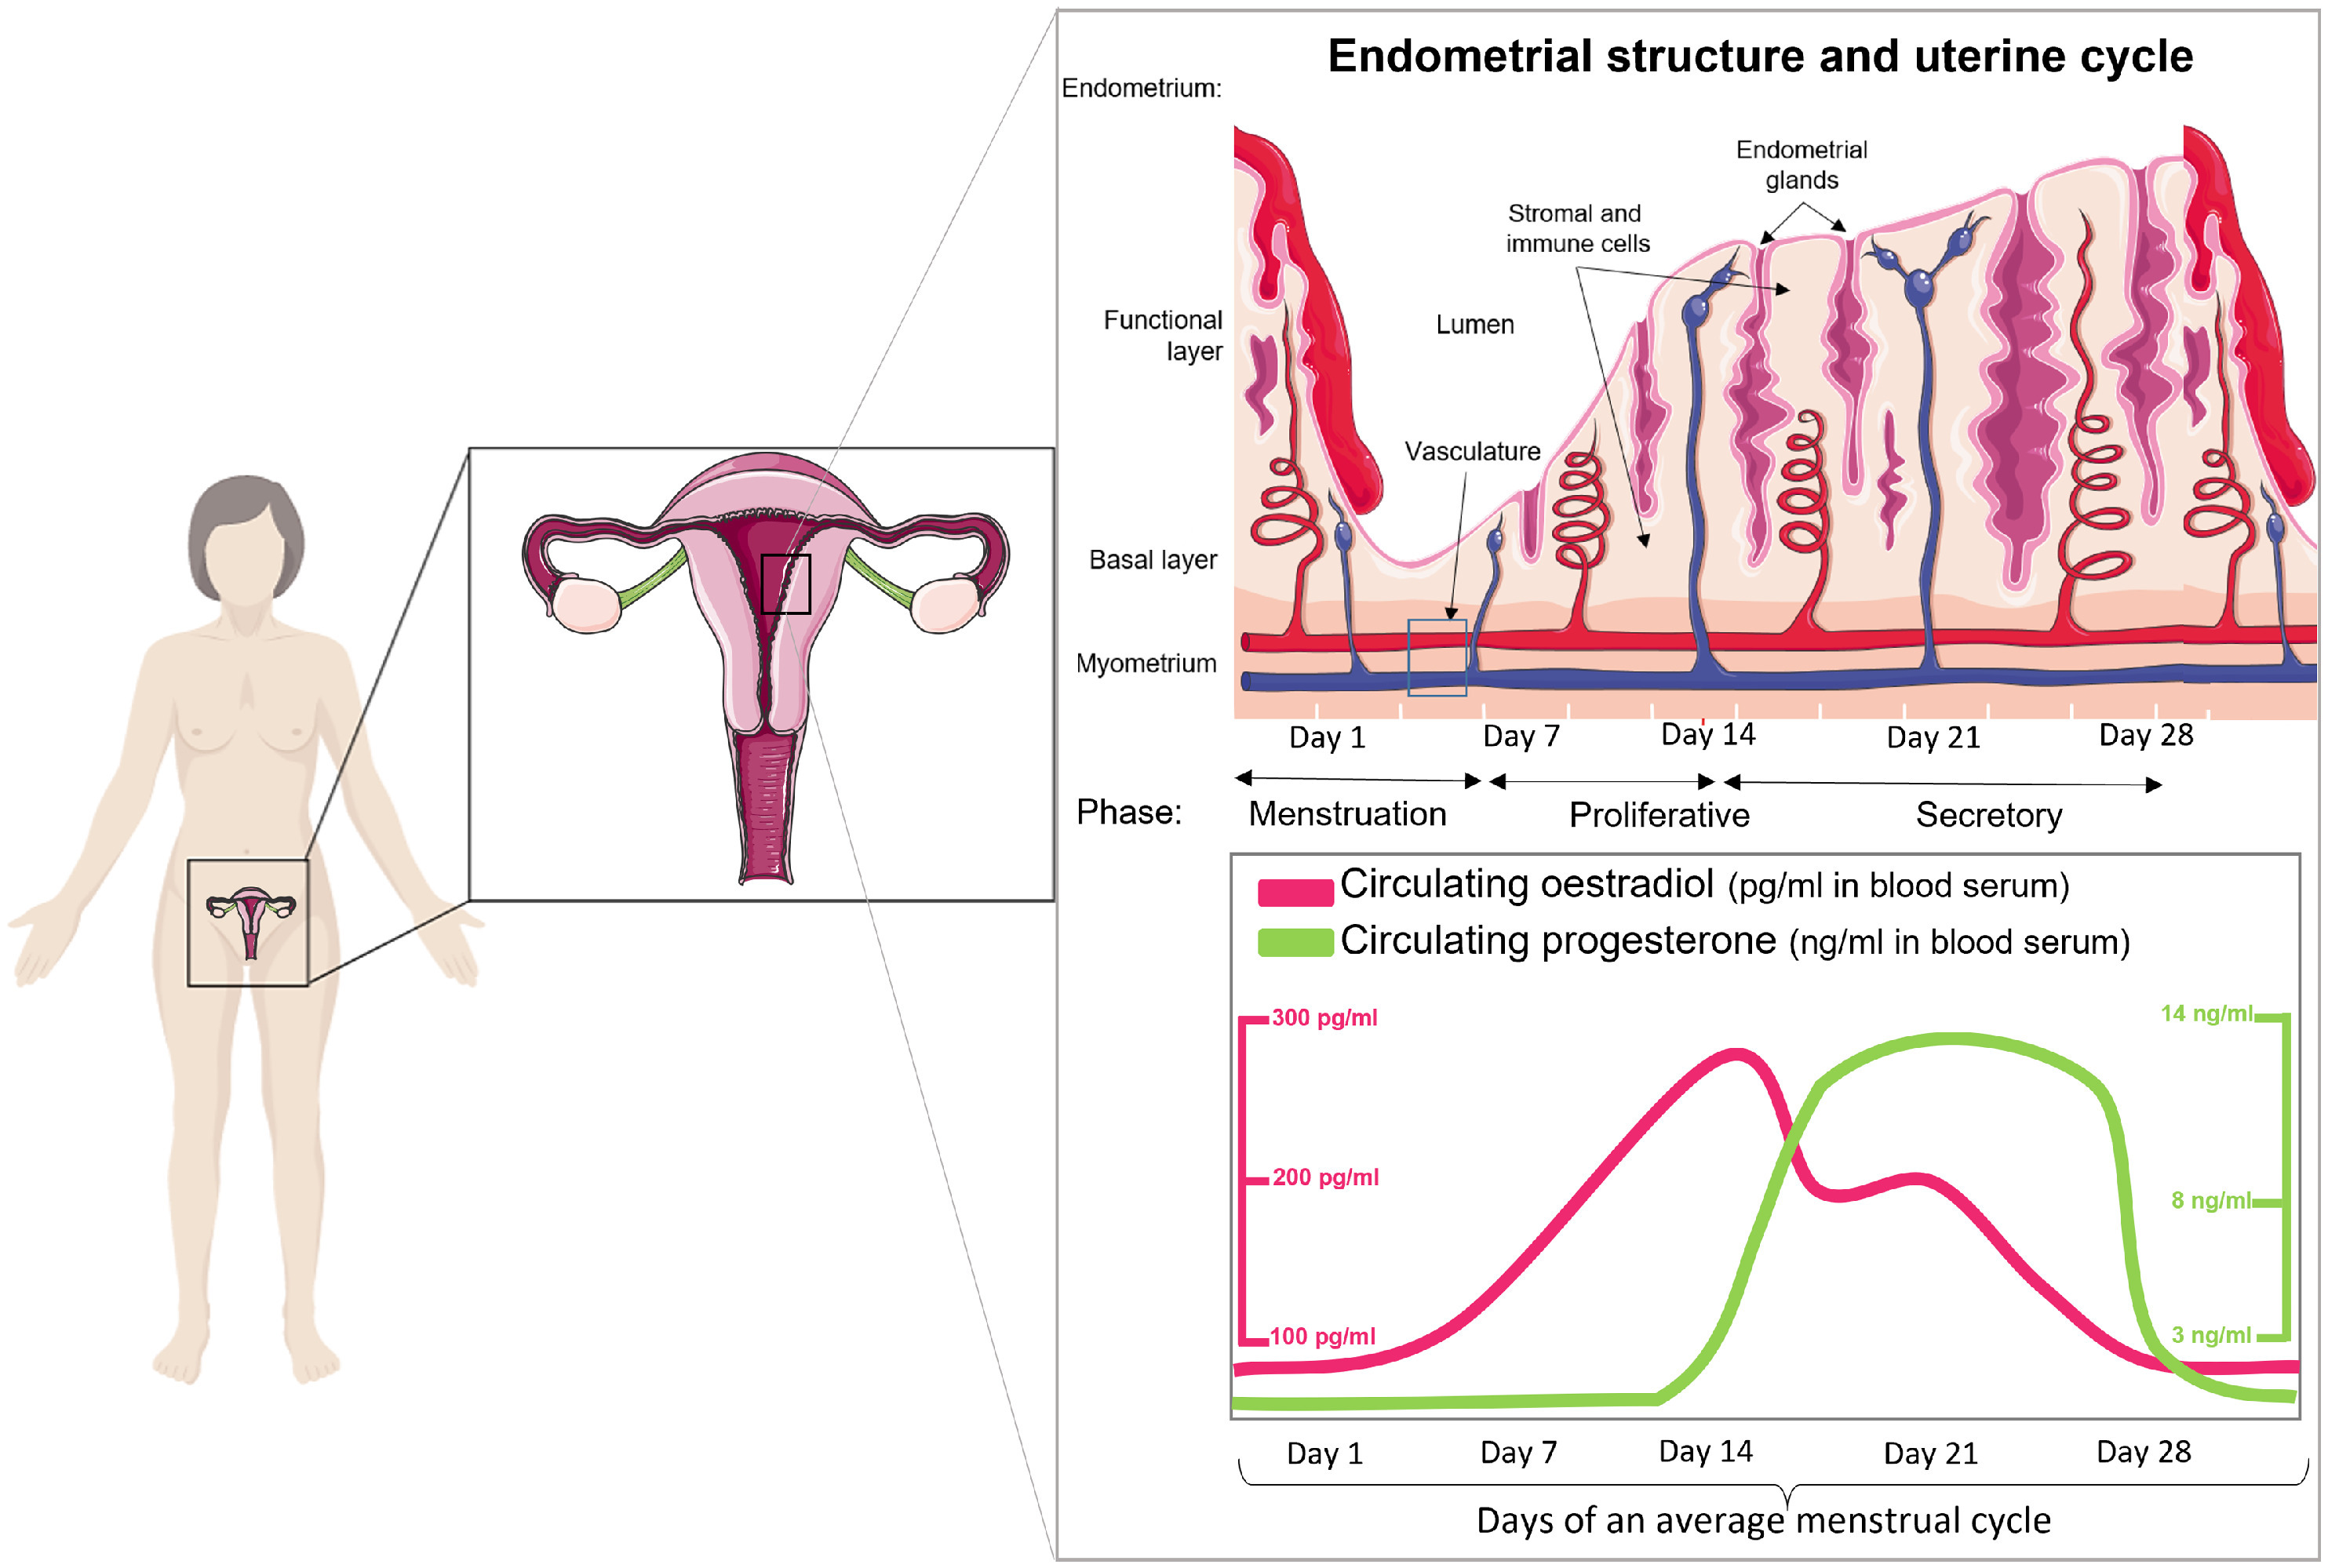 Endometrial structure and uterine cycle
Endometrium:
Endometrial
glands
Stromal and
immune cells
Functional
layer
Lumen
Vasculature
Basal layer
Myometrium
Day 1
Day 7
Day 14
Day 21
Day 28
Phase:
Menstruation
Proliferative
Secretory
Circulating oestradiol (pg/ml in blood serum)
Circulating progesterone (ng/ml in blood serum)
300 pg/ml
14 ng/ml
200 pg/ml
8 ng/ml
100 pg/ml
3 ng/ml
Day 1
Day 7
Day 14
Day 21
Day 28
Days of an average menstrual cycle